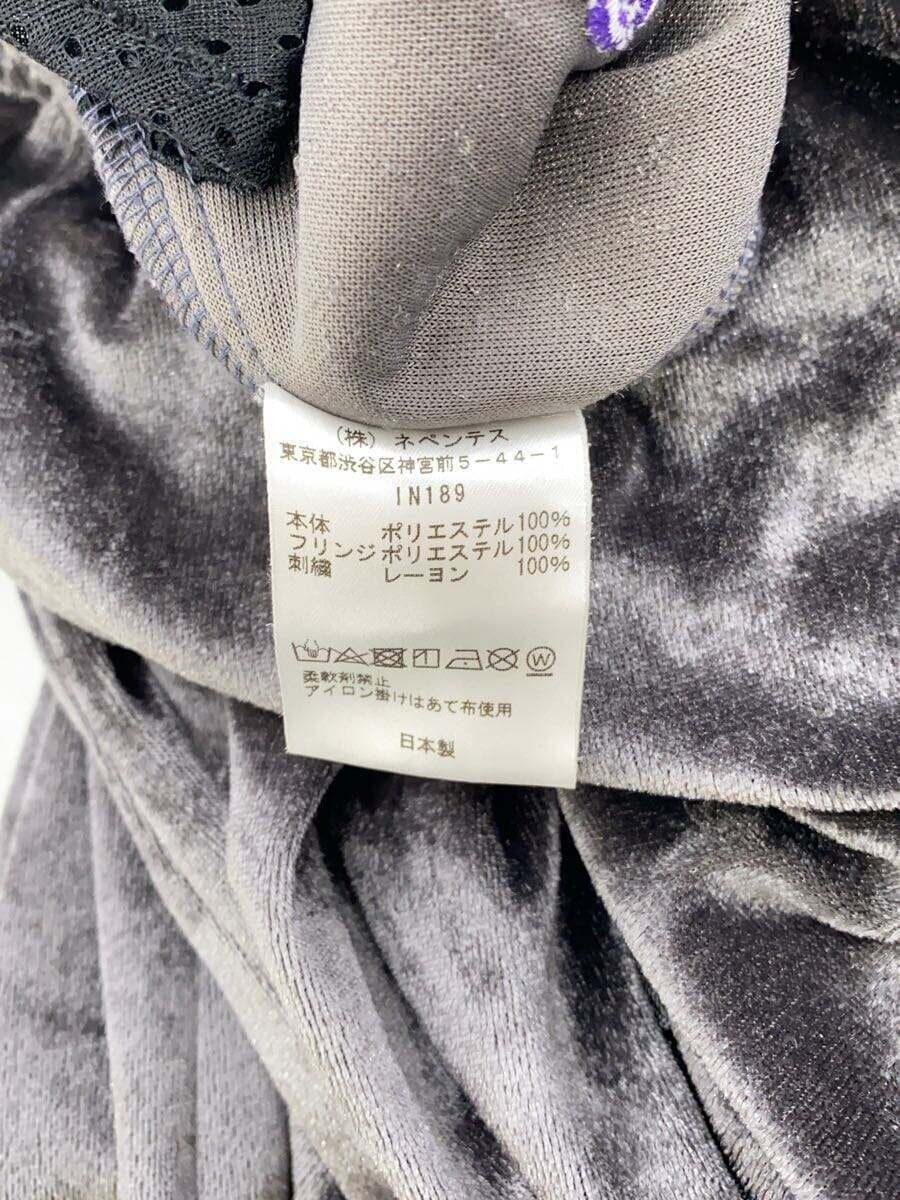 (株) ネペンテス
東京都渋谷区神宮前5-44-1
IN189
本体 ポリエステル100%
フリンジポリエステル100%
刺繍 レーヨン 100%
柔軟剤禁止
アイロン掛けはあて布使用
日本製